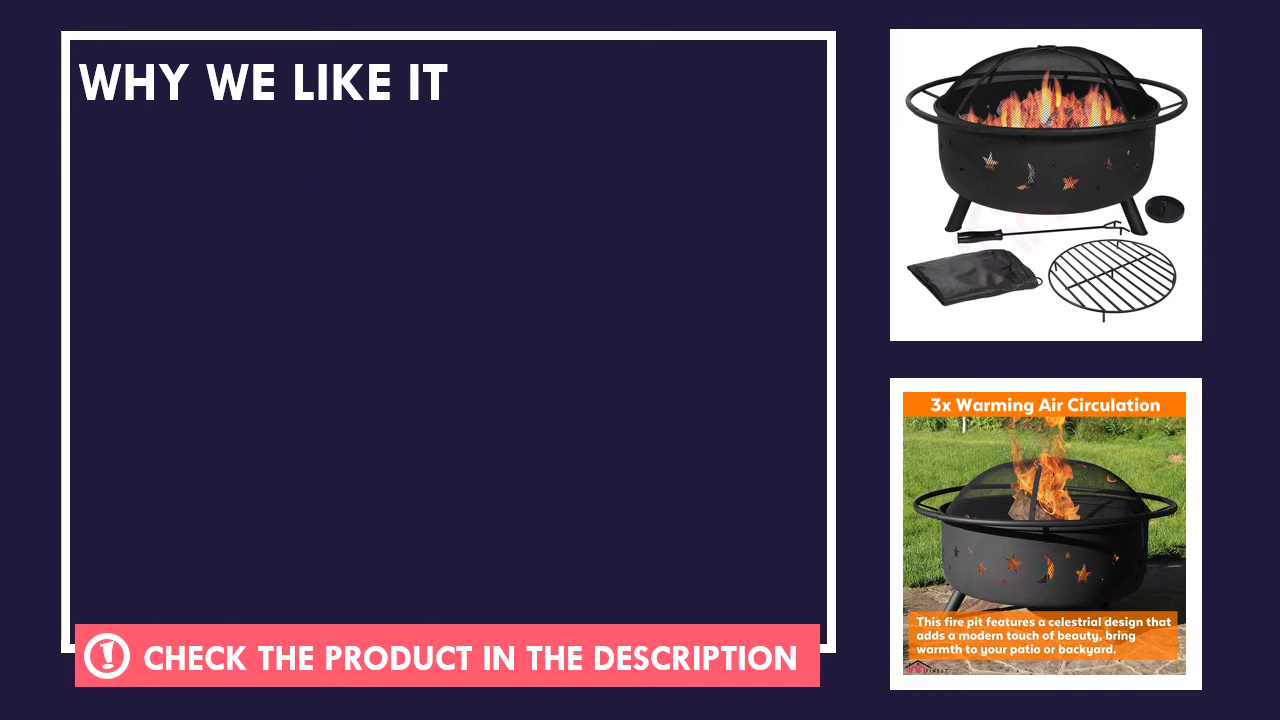 WHY WE LIKE IT
CHECK THE PRODUCT IN THE DESCRIPTION
3x Warming Air Circulation
This fire pit features a celestrial design that
adds a modern touch of beauty, bring
warmth to your patio or backyard.
FINEST